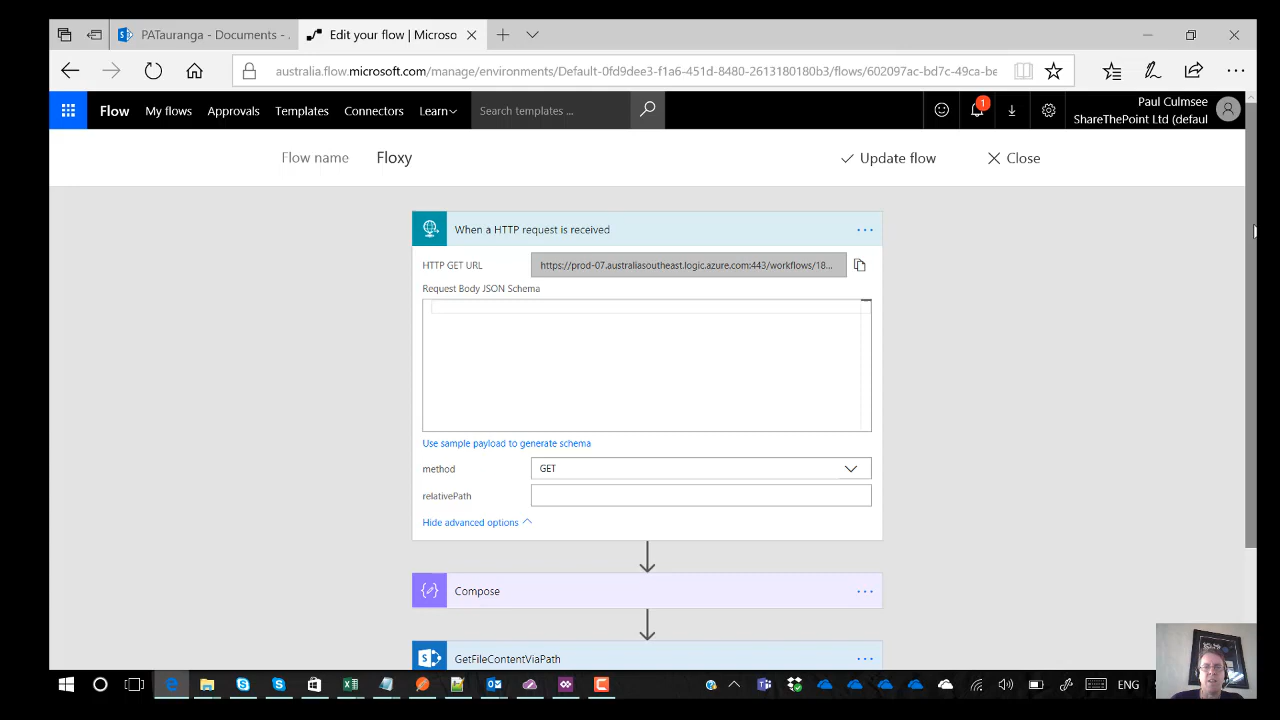 PATauranga - Documents - .
Edit your flow | Microso
australia.flow.microsoft.com/manage/environments/Default-0fd9dee3-f1a6-451d-8480-2613180180b3/flows/602097ac-bd7c-49ca-be
Flow My flows Approvals Connectors Templates Learn Search templates ... 1 Paul Culmsee
ShareThePoint Ltd (defaul
Flow name Floxy Update flow Close
When a HTTP request is received
HTTP GET URL https://prod-07.australiasoutheast.logic.azure.com:443/workflows/18...
Request Body JSON Schema
Use sample payload to generate schema
method GET
relativePath
Hide advanced options
Compose
GetFileContentViaPath
ENG